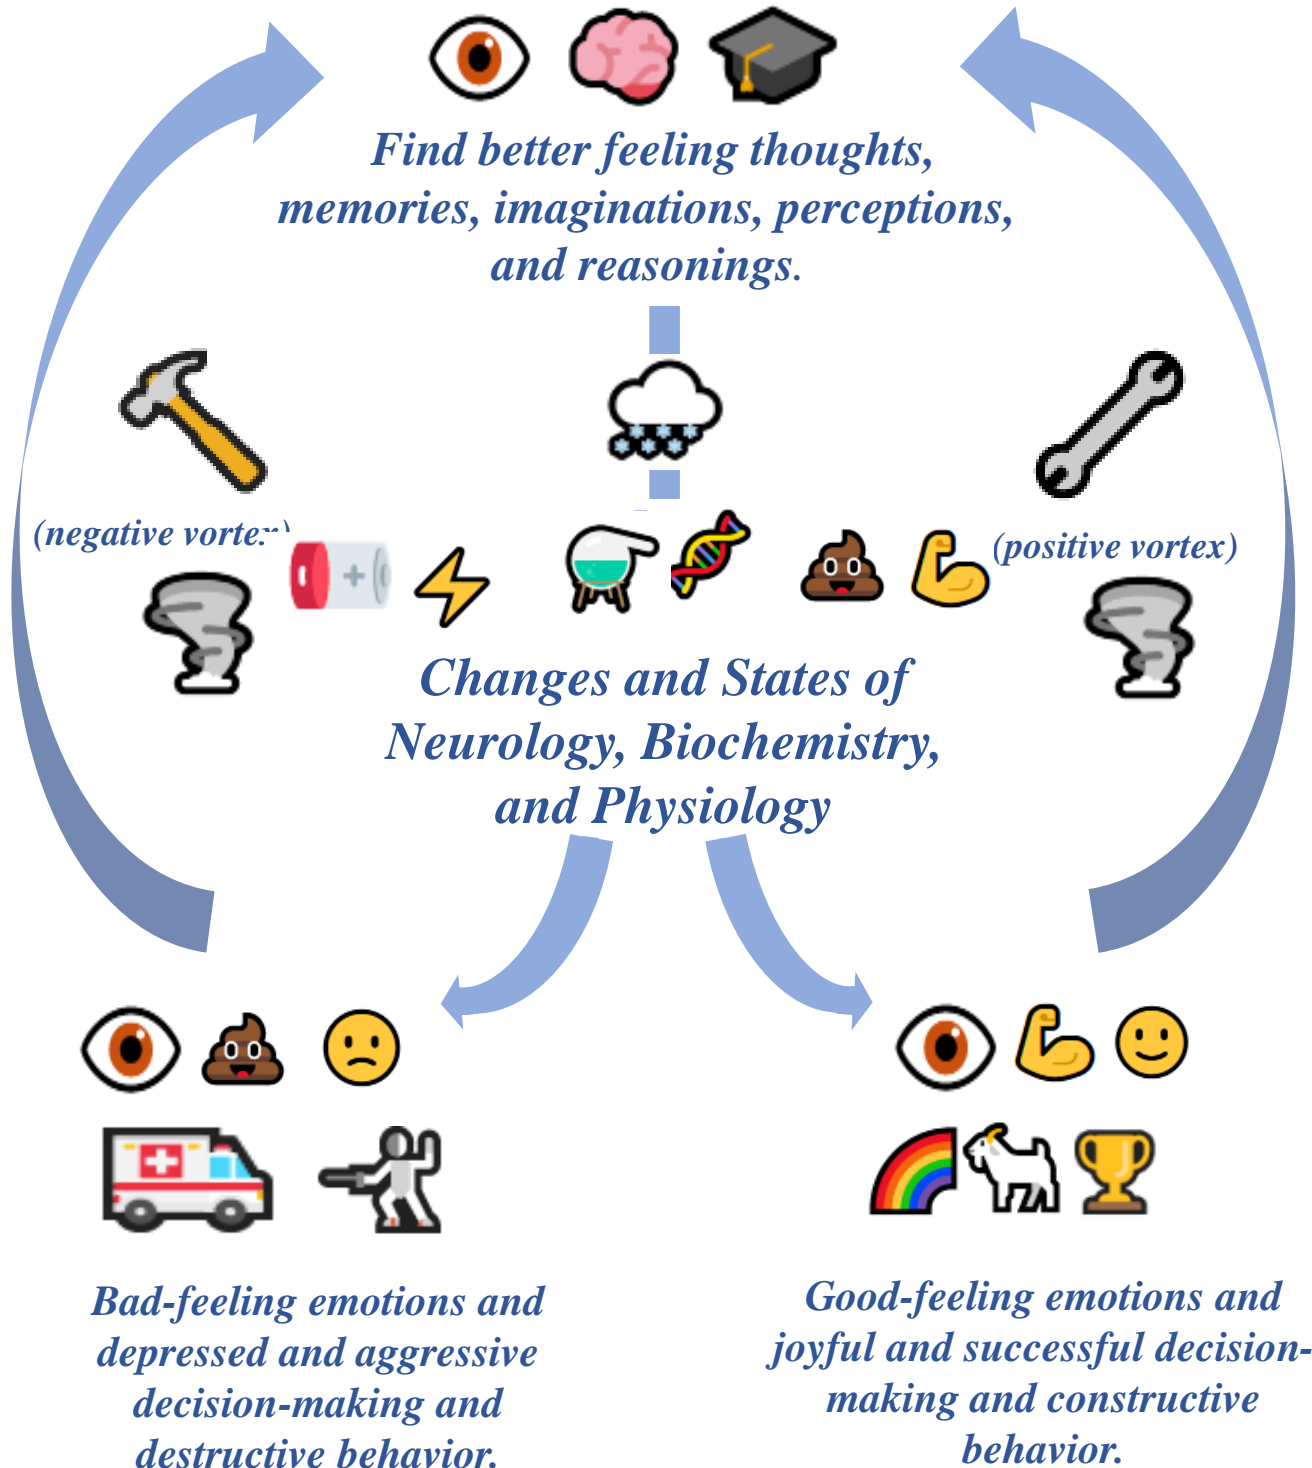 Find better feeling thoughts,
memories, imaginations, perceptions,
and reasonings.
(negative vortex)
(positive vortex)
Changes and States of
Neurology, Biochemistry,
and Physiology
Bad-feeling emotions and
depressed and aggressive
decision-making and
destructive behavior.
Good-feeling emotions and
joyful and successful decision-
making and constructive
behavior.